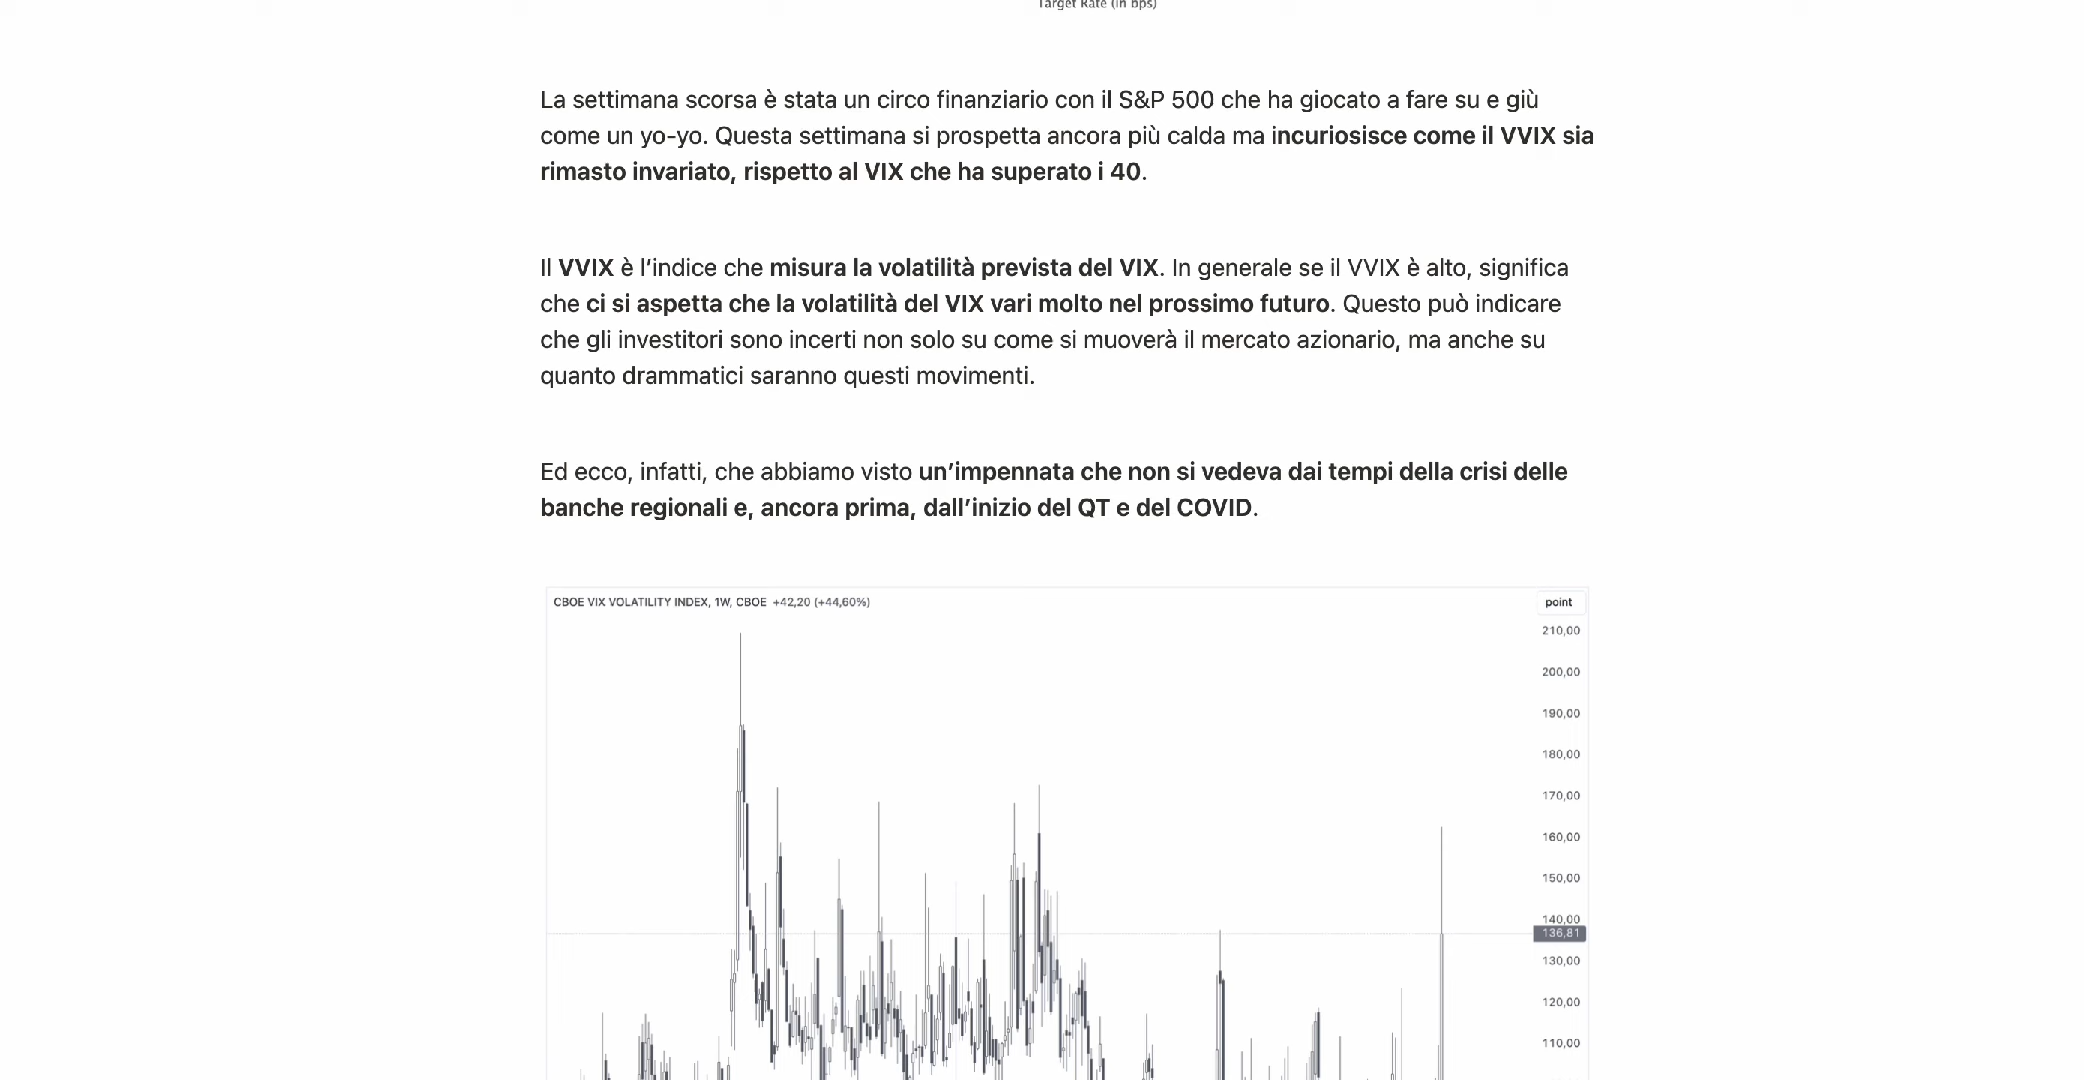 Target Rate (in bps)
La settimana scorsa è stata un circo finanziario con il S&P 500 che ha giocato a fare su e giù
come un yo-yo. Questa settimana si prospetta ancora più calda ma incuriosisce come il VVIX sia
rimasto invariato, rispetto al VIX che ha superato i 40.
Il VVIX è l’indice che misura la volatilità prevista del VIX. In generale se il VVIX è alto, significa
che ci si aspetta che la volatilità del VIX vari molto nel prossimo futuro. Questo può indicare
che gli investitori sono incerti non solo su come si muoverà il mercato azionario, ma anche su
quanto drammatici saranno questi movimenti.
Ed ecco, infatti, che abbiamo visto un’impennata che non si vedeva dai tempi della crisi delle
banche regionali e, ancora prima, dall’inizio del QT e del COVID.
CBOE VIX VOLATILITY INDEX, 1W, CBOE +42,20 (+44,60%)
point
210,00
200,00
190,00
180,00
170,00
160,00
150,00
140,00
136,81
130,00
120,00
110,00